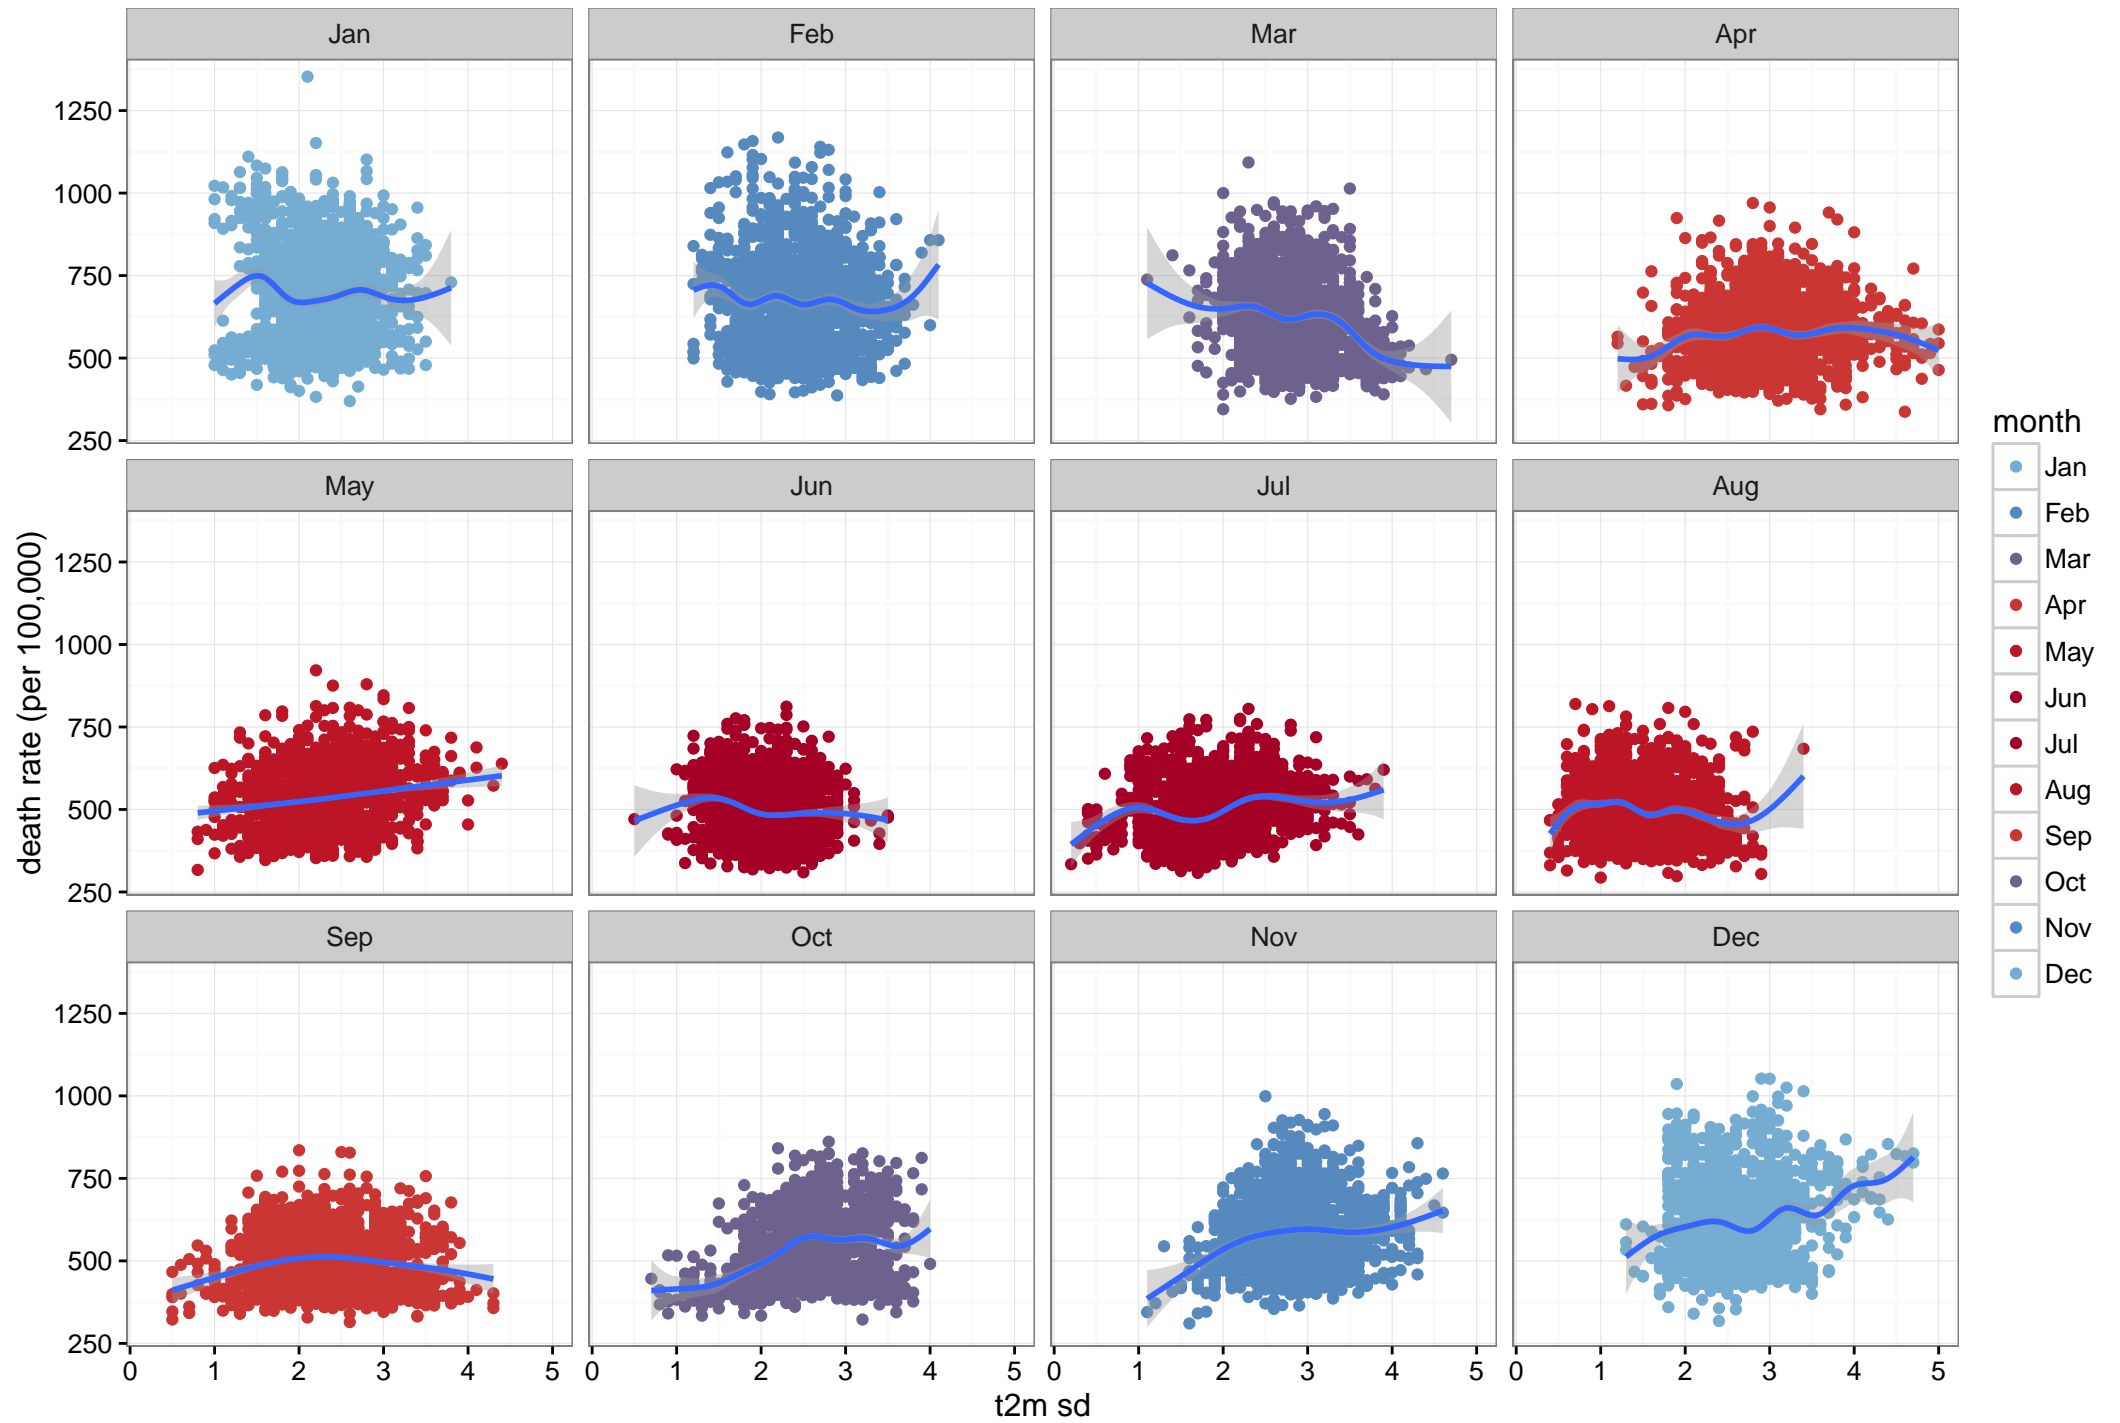 Jan Feb Mar Apr
1250
1000
750
500
250
May Jun Jul Aug
1250
1000
750
500
250
Sep Oct Nov Dec
1250
1000
750
500
250
0 1 2 3 4 5 0 1 2 3 4 5 0 1 2 3 4 5 0 1 2 3 4 5
t2m sd
death rate (per 100,000)
month
Jan
Feb
Mar
Apr
May
Jun
Jul
Aug
Sep
Oct
Nov
Dec